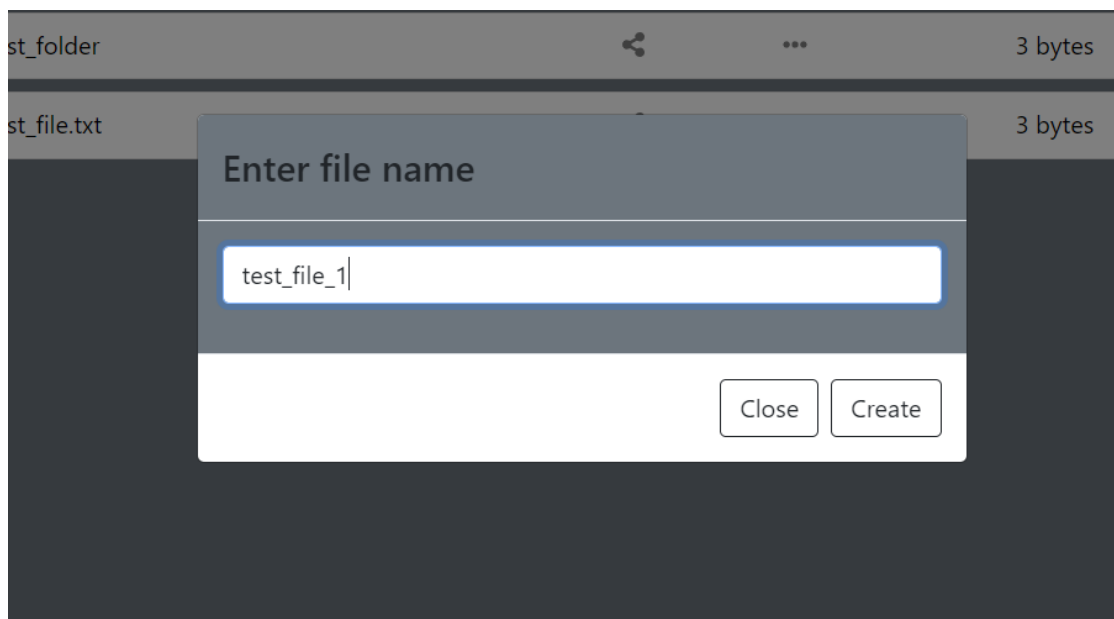 st_folder 3 bytes
st_file.txt 3 bytes
Enter file name
test_file_1
Close Create